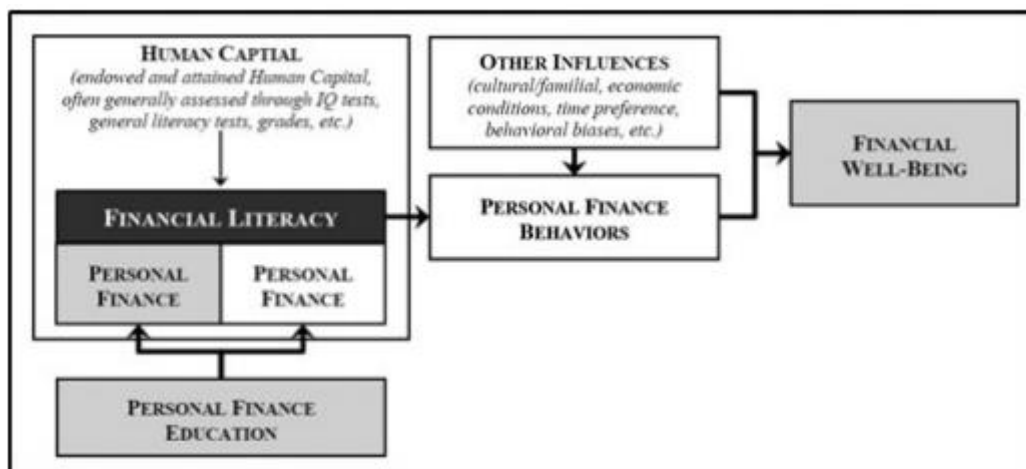 HUMAN CAPTIAL
(endowed and attained Human Capital,
often generally assessed through IQ tests,
general literacy tests, grades, etc.)
FINANCIAL LITERACY
PERSONAL
FINANCE
PERSONAL
FINANCE
PERSONAL FINANCE
EDUCATION
OTHER INFLUENCES
(cultural/familial, economic
conditions, time preference,
behavioral biases, etc.)
PERSONAL FINANCE
BEHAVIORS
FINANCIAL
WELL-BEING